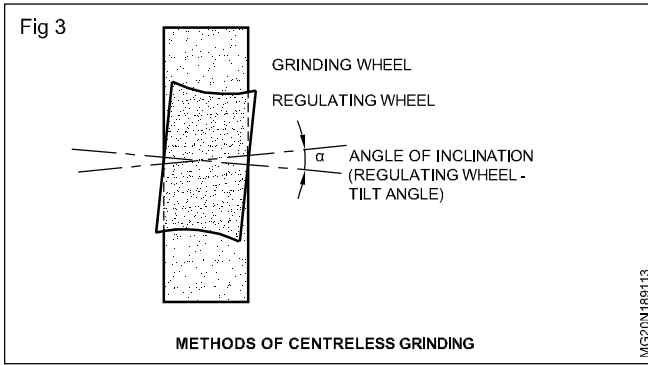 Fig 3
GRINDING WHEEL
REGULATING WHEEL
α
ANGLE OF INCLINATION
(REGULATING WHEEL -
TILT ANGLE)
METHODS OF CENTRELESS GRINDING
MG20N189113